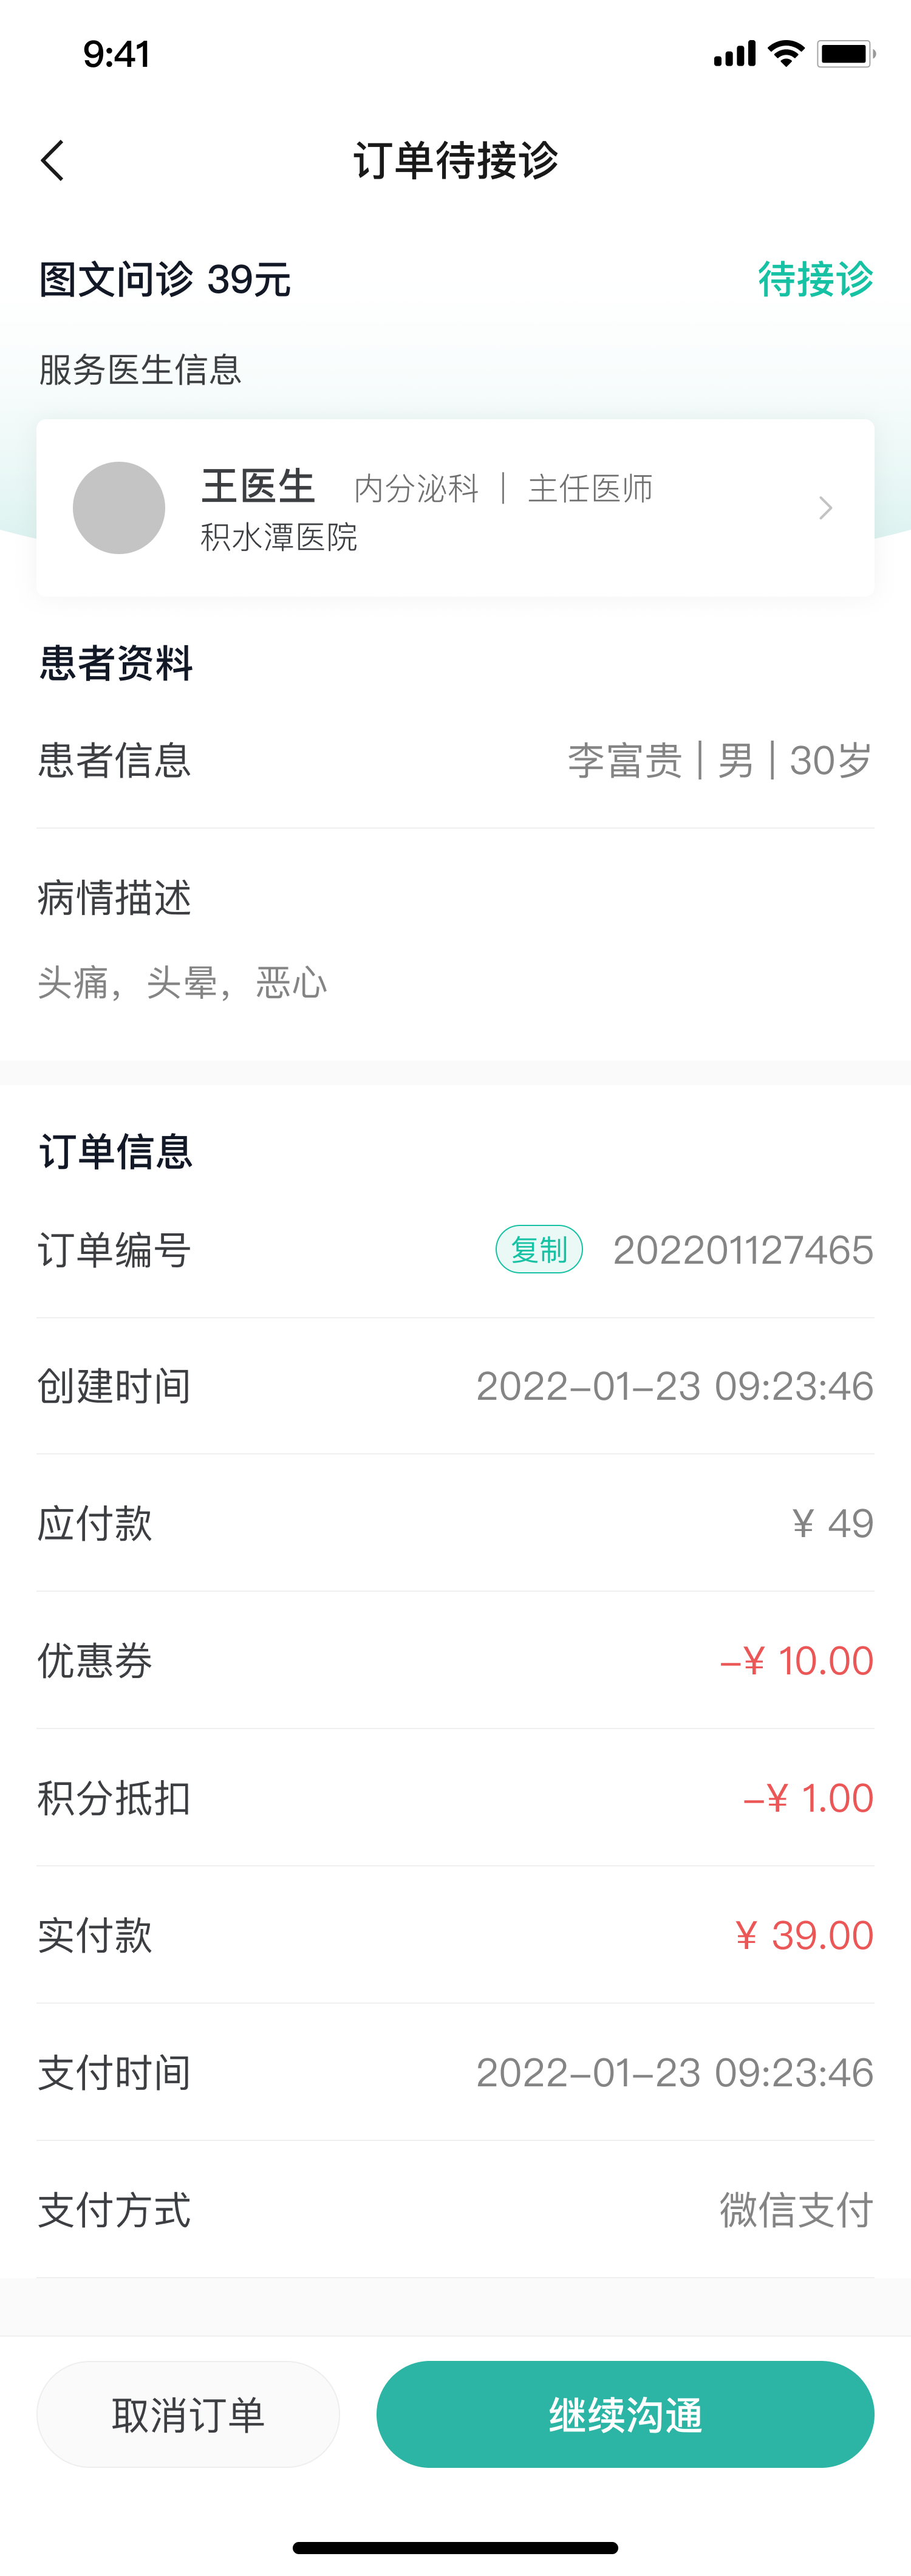 9:41
订单待接诊
图文问诊 39元 待接诊
服务医生信息
王医生 内分泌科 | 主任医师
积水潭医院
患者资料
患者信息 李富贵 | 男 | 30岁
病情描述
头痛，头晕，恶心
订单信息
订单编号 复制 202201127465
创建时间 2022-01-23 09:23:46
应付款 ¥ 49
优惠券 -¥ 10.00
积分抵扣 -¥ 1.00
实付款 ¥ 39.00
支付时间 2022-01-23 09:23:46
支付方式 微信支付
取消订单 继续沟通